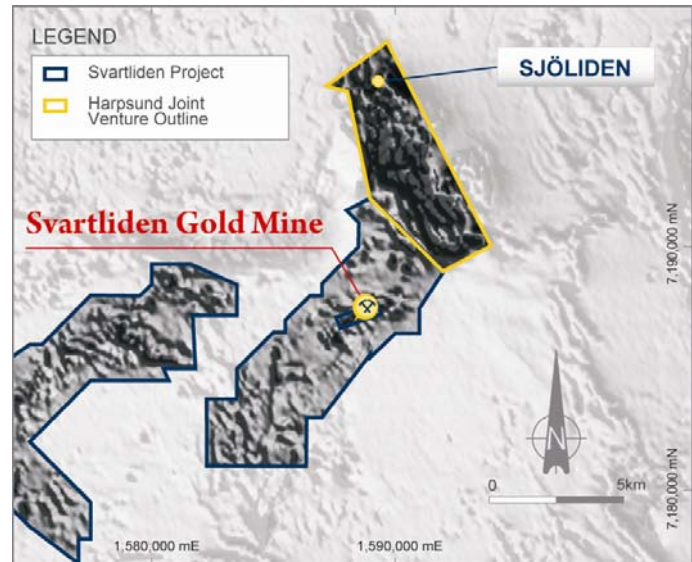 LEGEND
Svartliden Project
Harpsund Joint
Venture Outline
SJÖLIDEN
Svartliden Gold Mine
7,190,000 mN
N
0 5km
7,180,000 mN
1,580,000 mE 1,590,000 mE